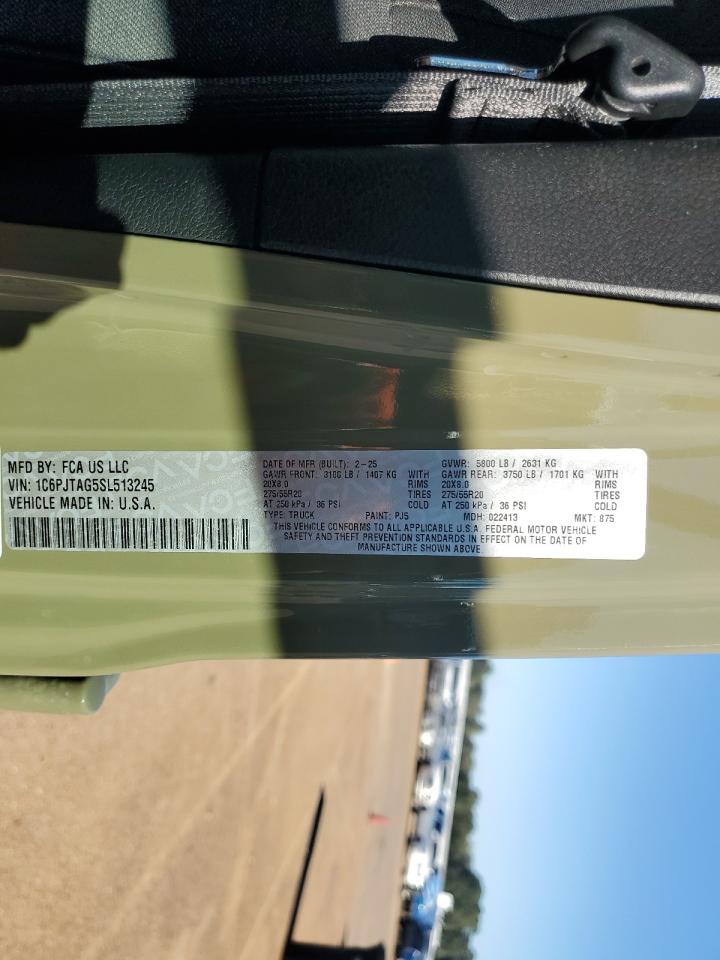 MFD BY: FCA US LLC
VIN: 1C6PJTAG5SL513245
VEHICLE MADE IN: U.S.A.
DATE OF MFR (BUILT): 2-25 GVWR: 5800 LB / 2631 KG
GAWR FRONT: LB / 1407 KG GAWR REAR: 3750 LB / 1701 KG
20X8.0 RIMS 20X8.0 RIMS
275/55R20 TIRES 275/55R20 TIRES
AT 250 kPa / 36 PSI COLD AT 250 kPa / 36 PSI COLD
TYPE: TRUCK PAINT: PJ5 MDH: 022413 MKT: 875
THIS VEHICLE CONFORMS TO ALL APPLICABLE U.S.A. FEDERAL MOTOR VEHICLE
SAFETY AND THEFT PREVENTION STANDARDS IN EFFECT ON THE DATE OF
MANUFACTURE SHOWN ABOVE.